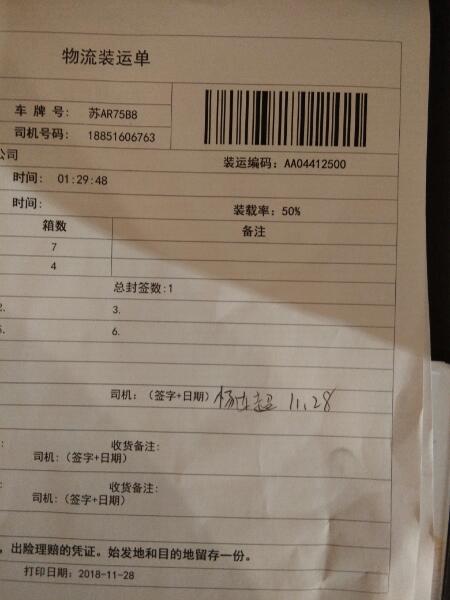 物流装运单
车 牌 号: 苏AR75B8
司机号码: 18851606763
公司
装运编码: AA04412500
时间: 01:29:48
时间:
装载率: 50%
箱数 备注
7
4
总封签数:1
2. 3.
5. 6.
司机: (签字+日期) 杨连超 11.28
: 收货备注:
司机:(签字+日期)
: 收货备注:
司机:(签字+日期)
，出险理赔的凭证。始发地和目的地留存一份。
打印日期: 2018-11-28